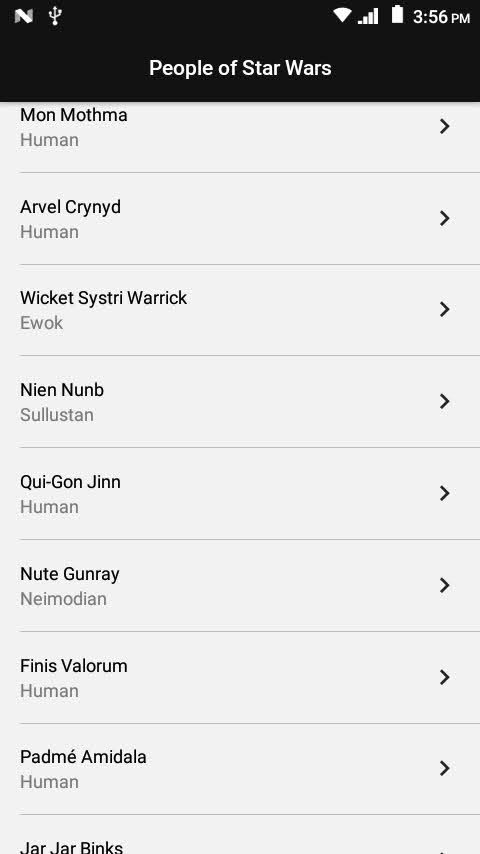 3:56 PM
People of Star Wars
Mon Mothma
Human
Arvel Crynyd
Human
Wicket Systri Warrick
Ewok
Nien Nunb
Sullustan
Qui-Gon Jinn
Human
Nute Gunray
Neimodian
Finis Valorum
Human
Padmé Amidala
Human
Jar Jar Binks